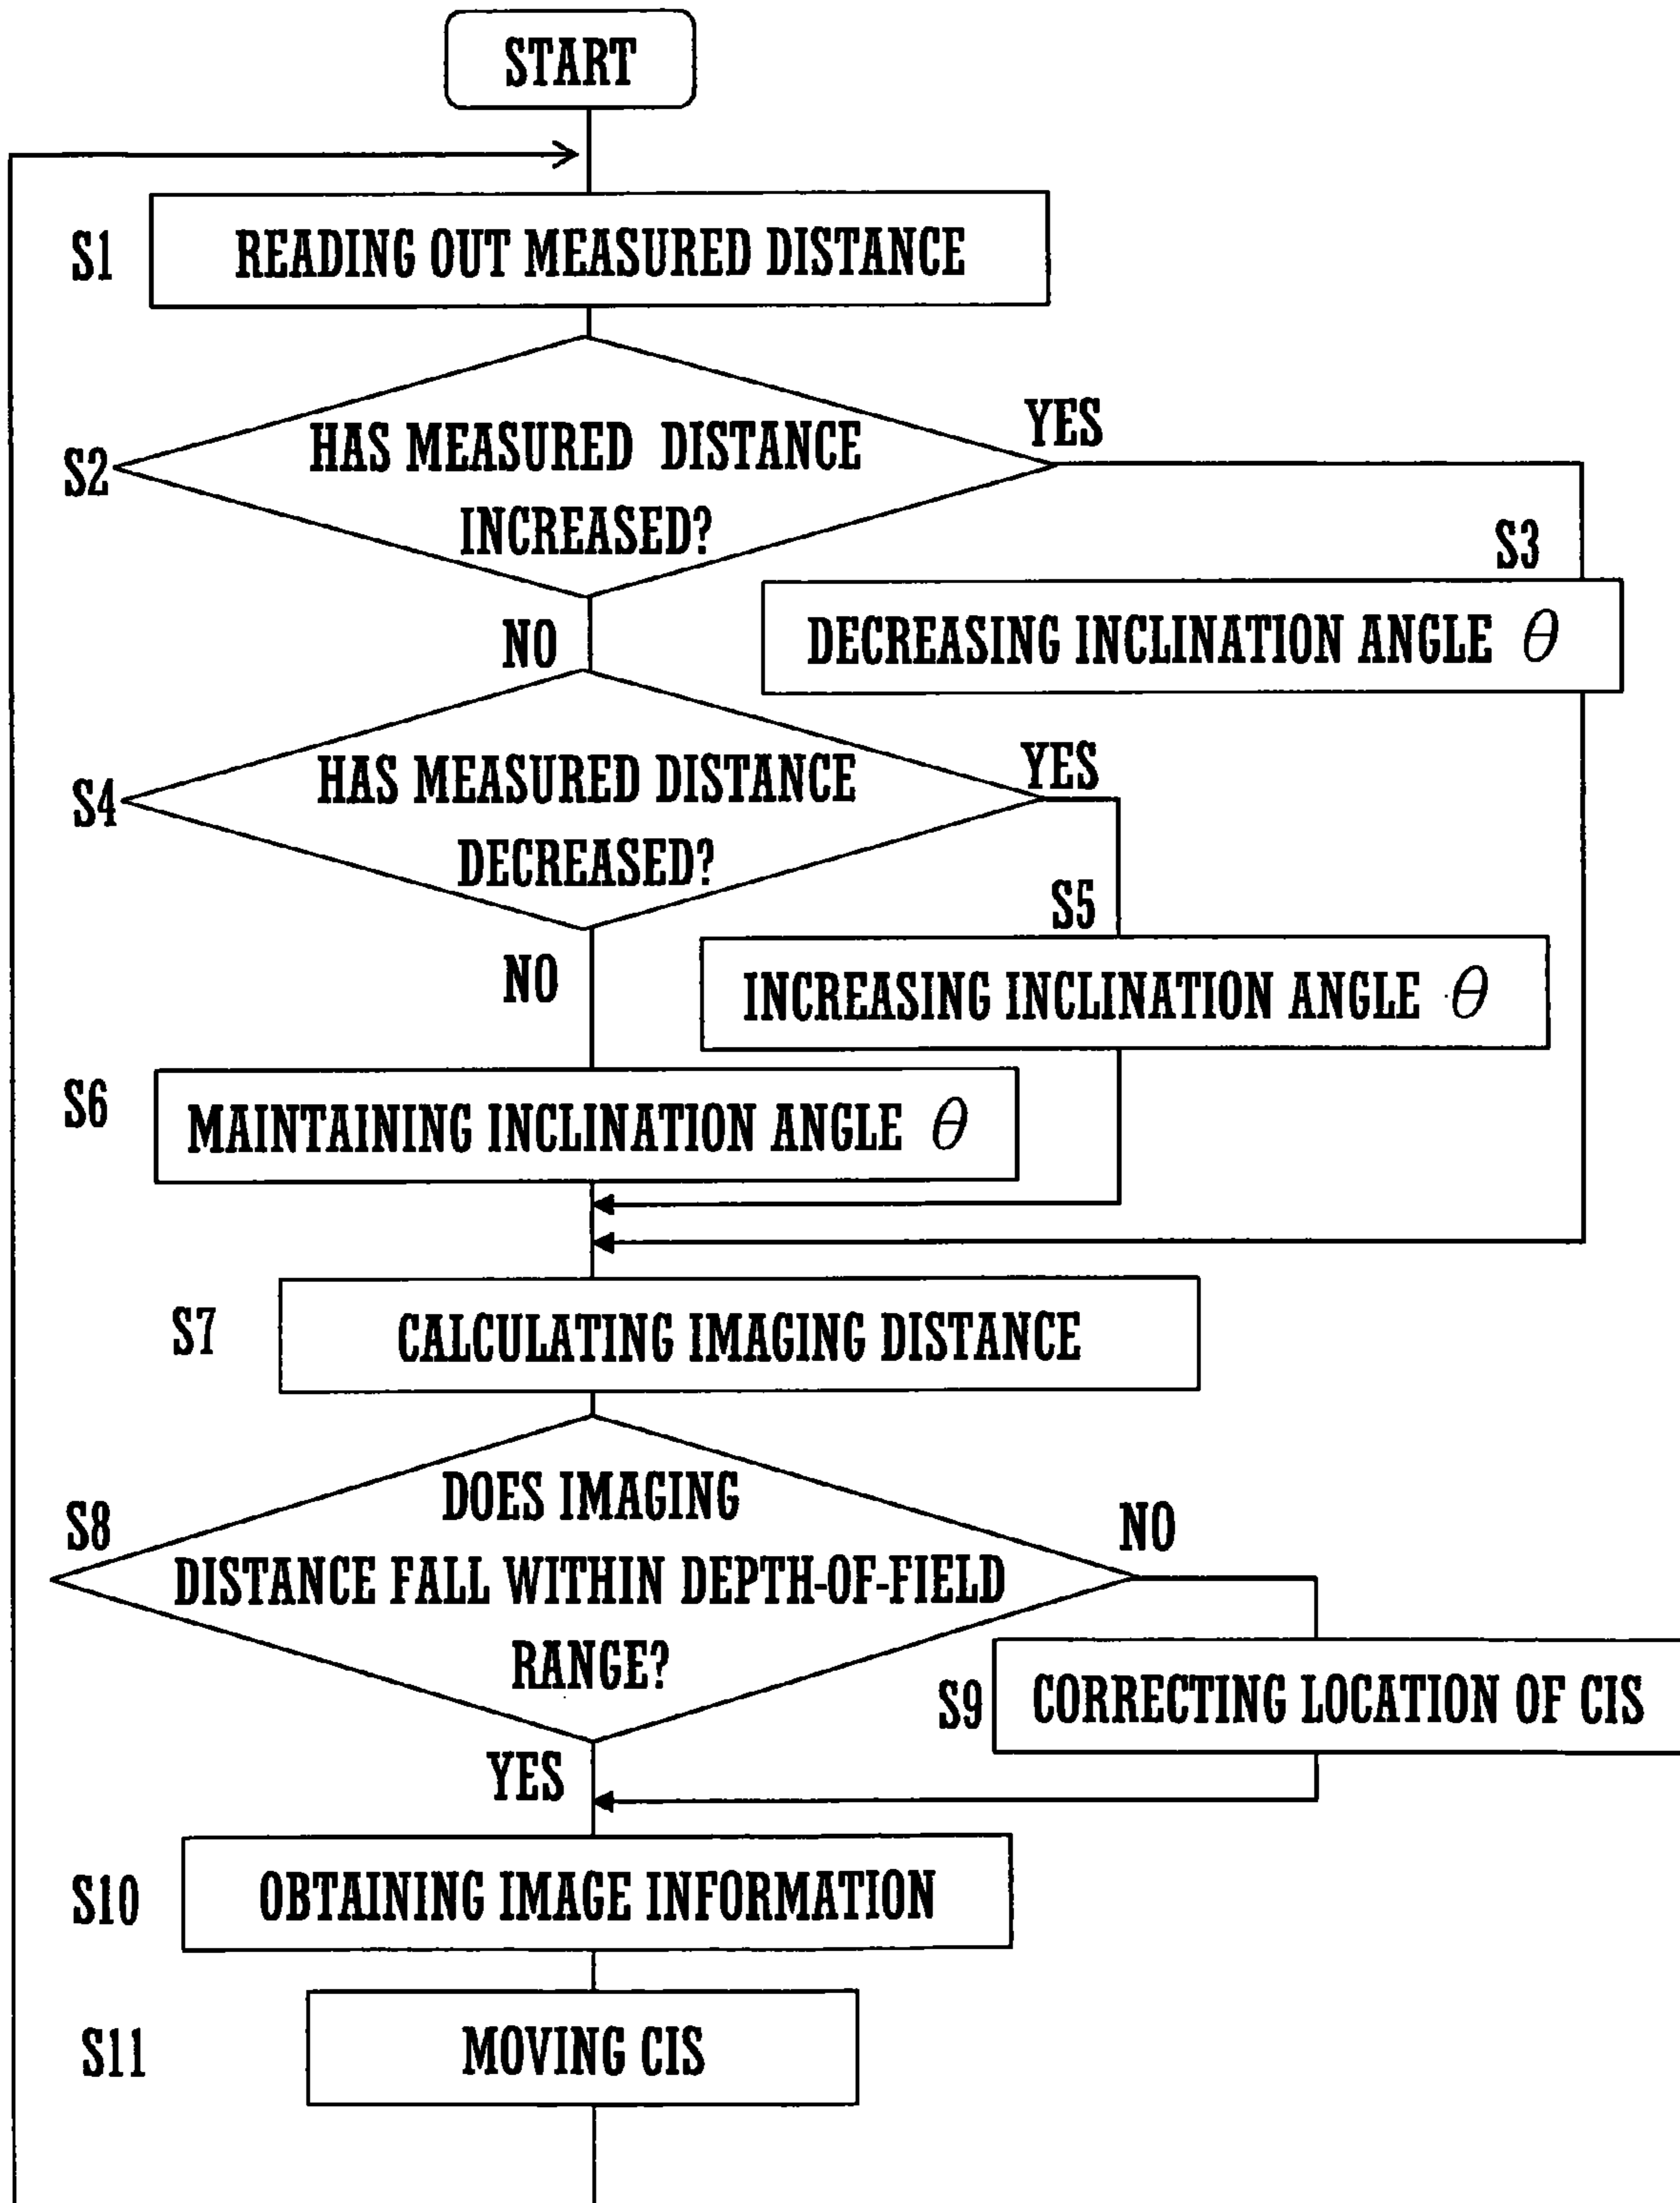 START
S1
READING OUT MEASURED DISTANCE
YES
S2
HAS MEASURED DISTANCE
INCREASED?
S3
NO
DECREASING INCLINATION ANGLE θ
YES
S4
HAS MEASURED DISTANCE
DECREASED?
S5
NO
INCREASING INCLINATION ANGLE θ
S6
MAINTAINING INCLINATION ANGLE θ
S7
CALCULATING IMAGING DISTANCE
S8
DOES IMAGING
DISTANCE FALL WITHIN DEPTH-OF-FIELD
RANGE?
NO
S9
CORRECTING LOCATION OF CIS
YES
S10
OBTAINING IMAGE INFORMATION
S11
MOVING CIS